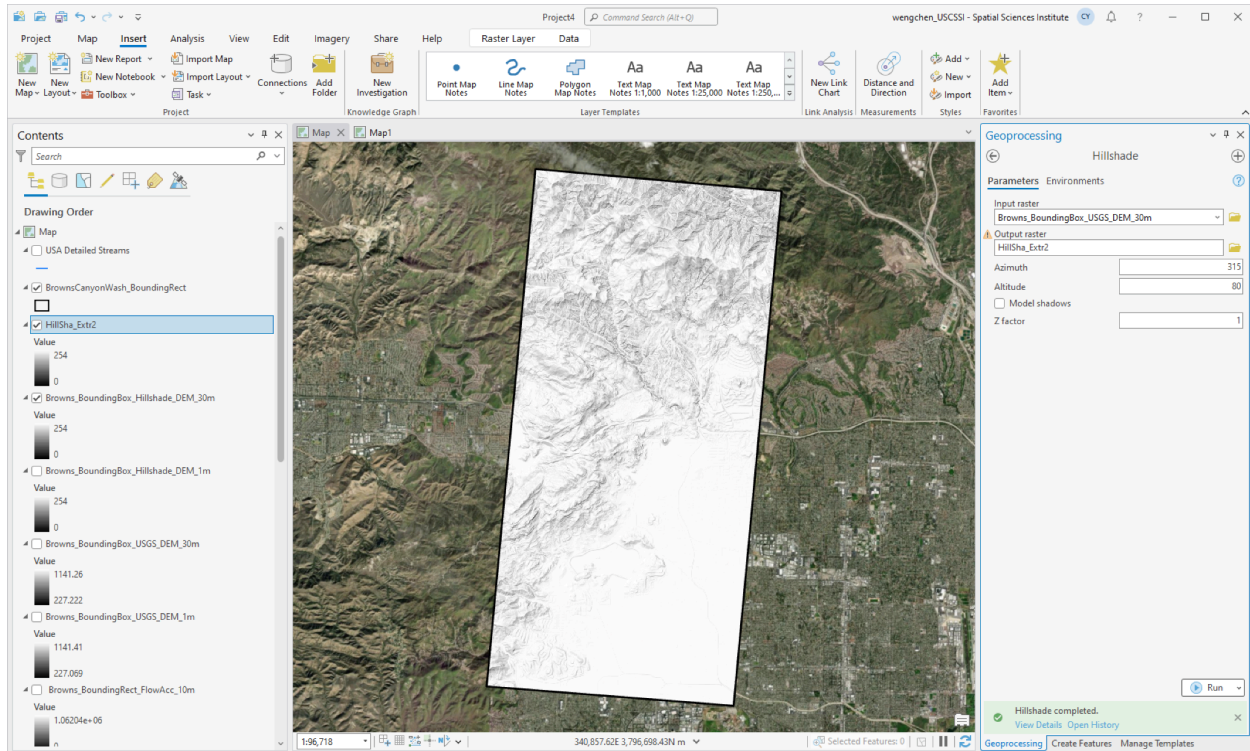 Project4
Command Search (Alt+Q)
wengchen_USCSSI - Spatial Sciences Institute
CY
?
Project Map Insert Analysis View Edit Imagery Share Help Raster Layer Data
New Map
New Layout
New Report
New Notebook
Toolbox
Import Map
Import Layout
Task
Connections
Add Folder
Project
New Investigation
Knowledge Graph
Point Map Notes
Line Map Notes
Polygon Map Notes
Aa
Text Map Notes 1:1,000
Aa
Text Map Notes 1:25,000
Aa
Text Map Notes 1:250,...
Layer Templates
New Link Chart
Link Analysis
Distance and Direction
Measurements
Add
New
Import
Styles
Add Item
Favorites
Contents
Search
Drawing Order
Map
USA Detailed Streams
BrownsCanyonWash_BoundingRect
HillSha_Extr2
Value
254
0
Browns_BoundingBox_Hillshade_DEM_30m
Value
254
0
Browns_BoundingBox_Hillshade_DEM_1m
Value
254
0
Browns_BoundingBox_USGS_DEM_30m
Value
1141.26
227.222
Browns_BoundingBox_USGS_DEM_1m
Value
1141.41
227.069
Browns_BoundingRect_FlowAcc_10m
Value
1.06204e+06
0
Map
Map1
1:96,718
340,857.62E 3,796,698.43N m
Selected Features: 0
Geoprocessing
Hillshade
Parameters Environments
Input raster
Browns_BoundingBox_USGS_DEM_30m
Output raster
HillSha_Extr2
Azimuth 315
Altitude 80
Model shadows
Z factor 1
Run
Hillshade completed.
View Details Open History
Geoprocessing Create Features Manage Templates